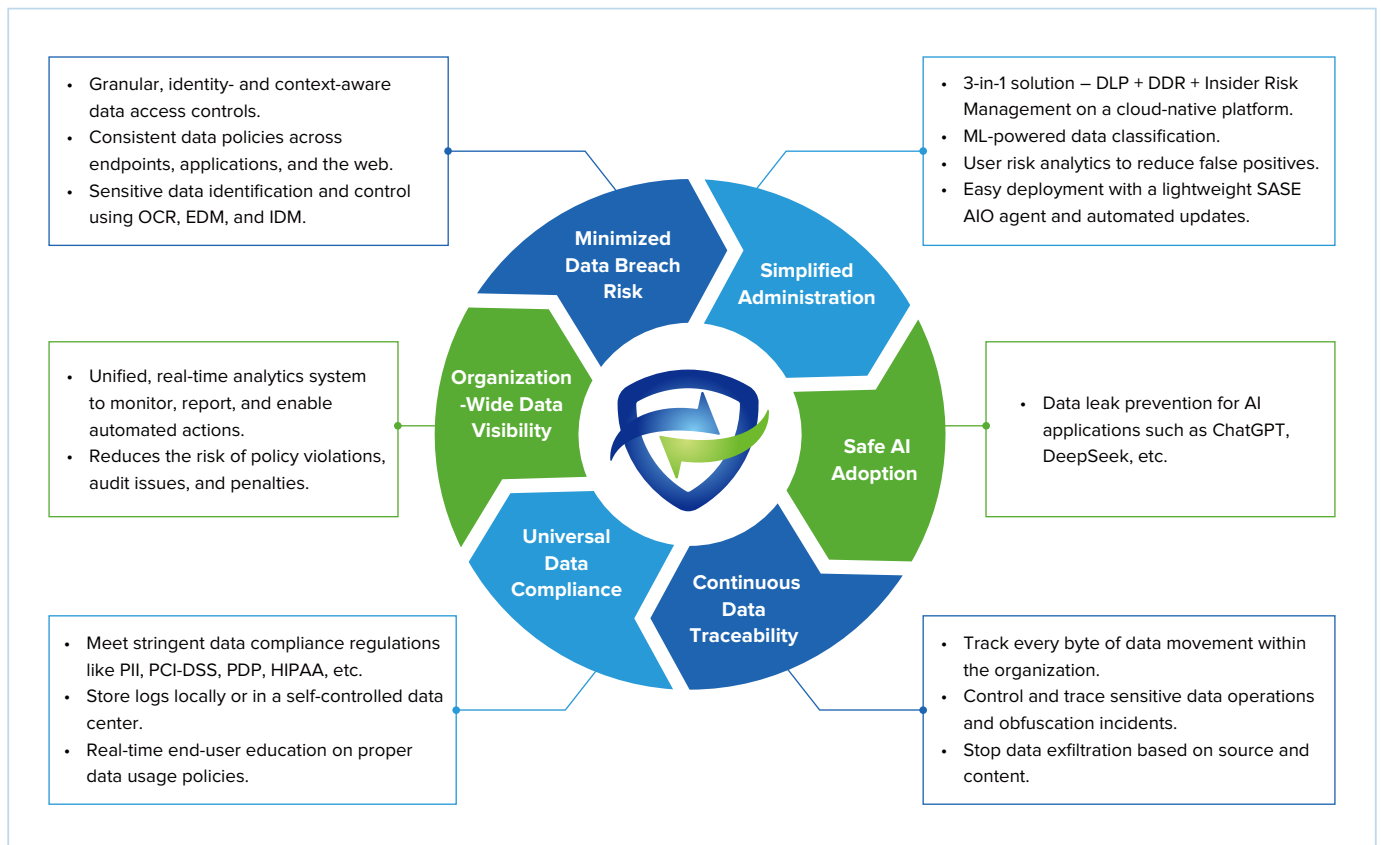 • Granular, identity- and context-aware
data access controls.
• Consistent data policies across
endpoints, applications, and the web.
• Sensitive data identification and control
using OCR, EDM, and IDM.
• 3-in-1 solution – DLP + DDR + Insider Risk
Management on a cloud-native platform.
• ML-powered data classification.
• User risk analytics to reduce false positives.
• Easy deployment with a lightweight SASE
AIO agent and automated updates.
Minimized
Data Breach
Risk
Simplified
Administration
• Unified, real-time analytics system
to monitor, report, and enable
automated actions.
• Reduces the risk of policy violations,
audit issues, and penalties.
Organization
-Wide Data
Visibility
Safe AI
Adoption
• Data leak prevention for AI
applications such as ChatGPT,
DeepSeek, etc.
Universal
Data
Compliance
Continuous
Data
Traceability
• Meet stringent data compliance regulations
like PII, PCI-DSS, PDP, HIPAA, etc.
• Store logs locally or in a self-controlled data
center.
• Real-time end-user education on proper
data usage policies.
• Track every byte of data movement within
the organization.
• Control and trace sensitive data operations
and obfuscation incidents.
• Stop data exfiltration based on source and
content.